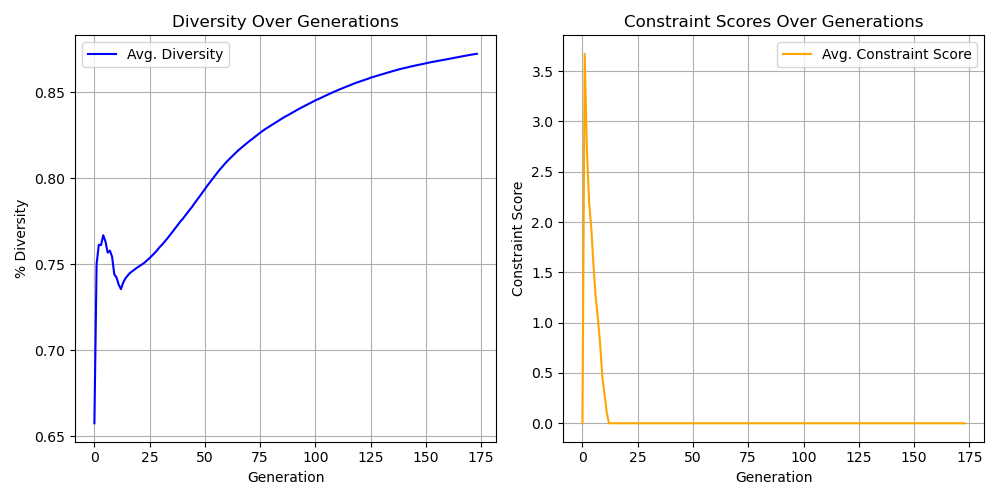 Diversity Over Generations
Avg. Diversity
% Diversity
0.85
0.80
0.75
0.70
0.65
0 25 50 75 100 125 150 175
Generation
Constraint Scores Over Generations
Avg. Constraint Score
Constraint Score
3.5
3.0
2.5
2.0
1.5
1.0
0.5
0.0
0 25 50 75 100 125 150 175
Generation